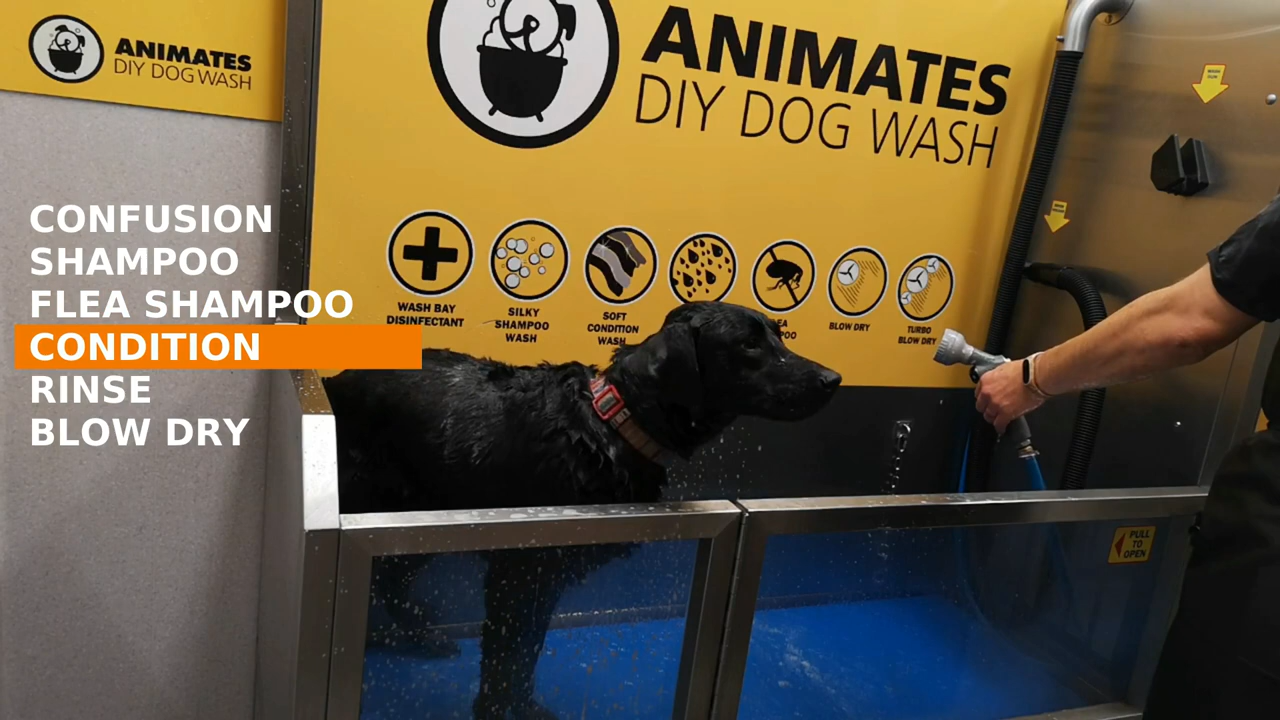 ANIMATES
DIY DOG WASH
ANIMATES
DIY DOG WASH
WASH BAY
DISINFECTANT
SILKY
SHAMPOO
WASH
SOFT
CONDITION
WASH
BLOW DRY
TURBO
BLOW DRY
CONFUSION
SHAMPOO
FLEA SHAMPOO
CONDITION
RINSE
BLOW DRY
PULL
TO
OPEN